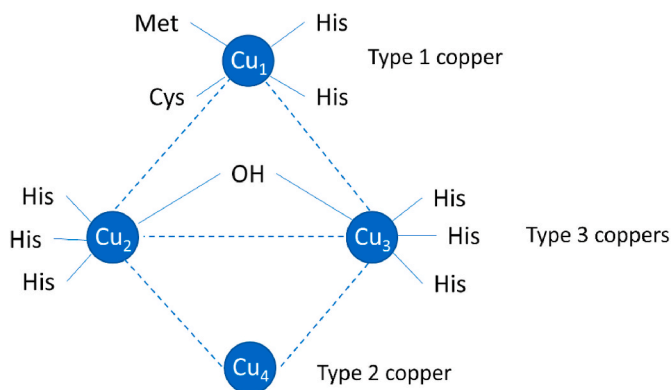 Met His
Cu1 Type 1 copper
Cys His
OH
His His
His Cu2 Cu3 His Type 3 coppers
His His
Cu4 Type 2 copper